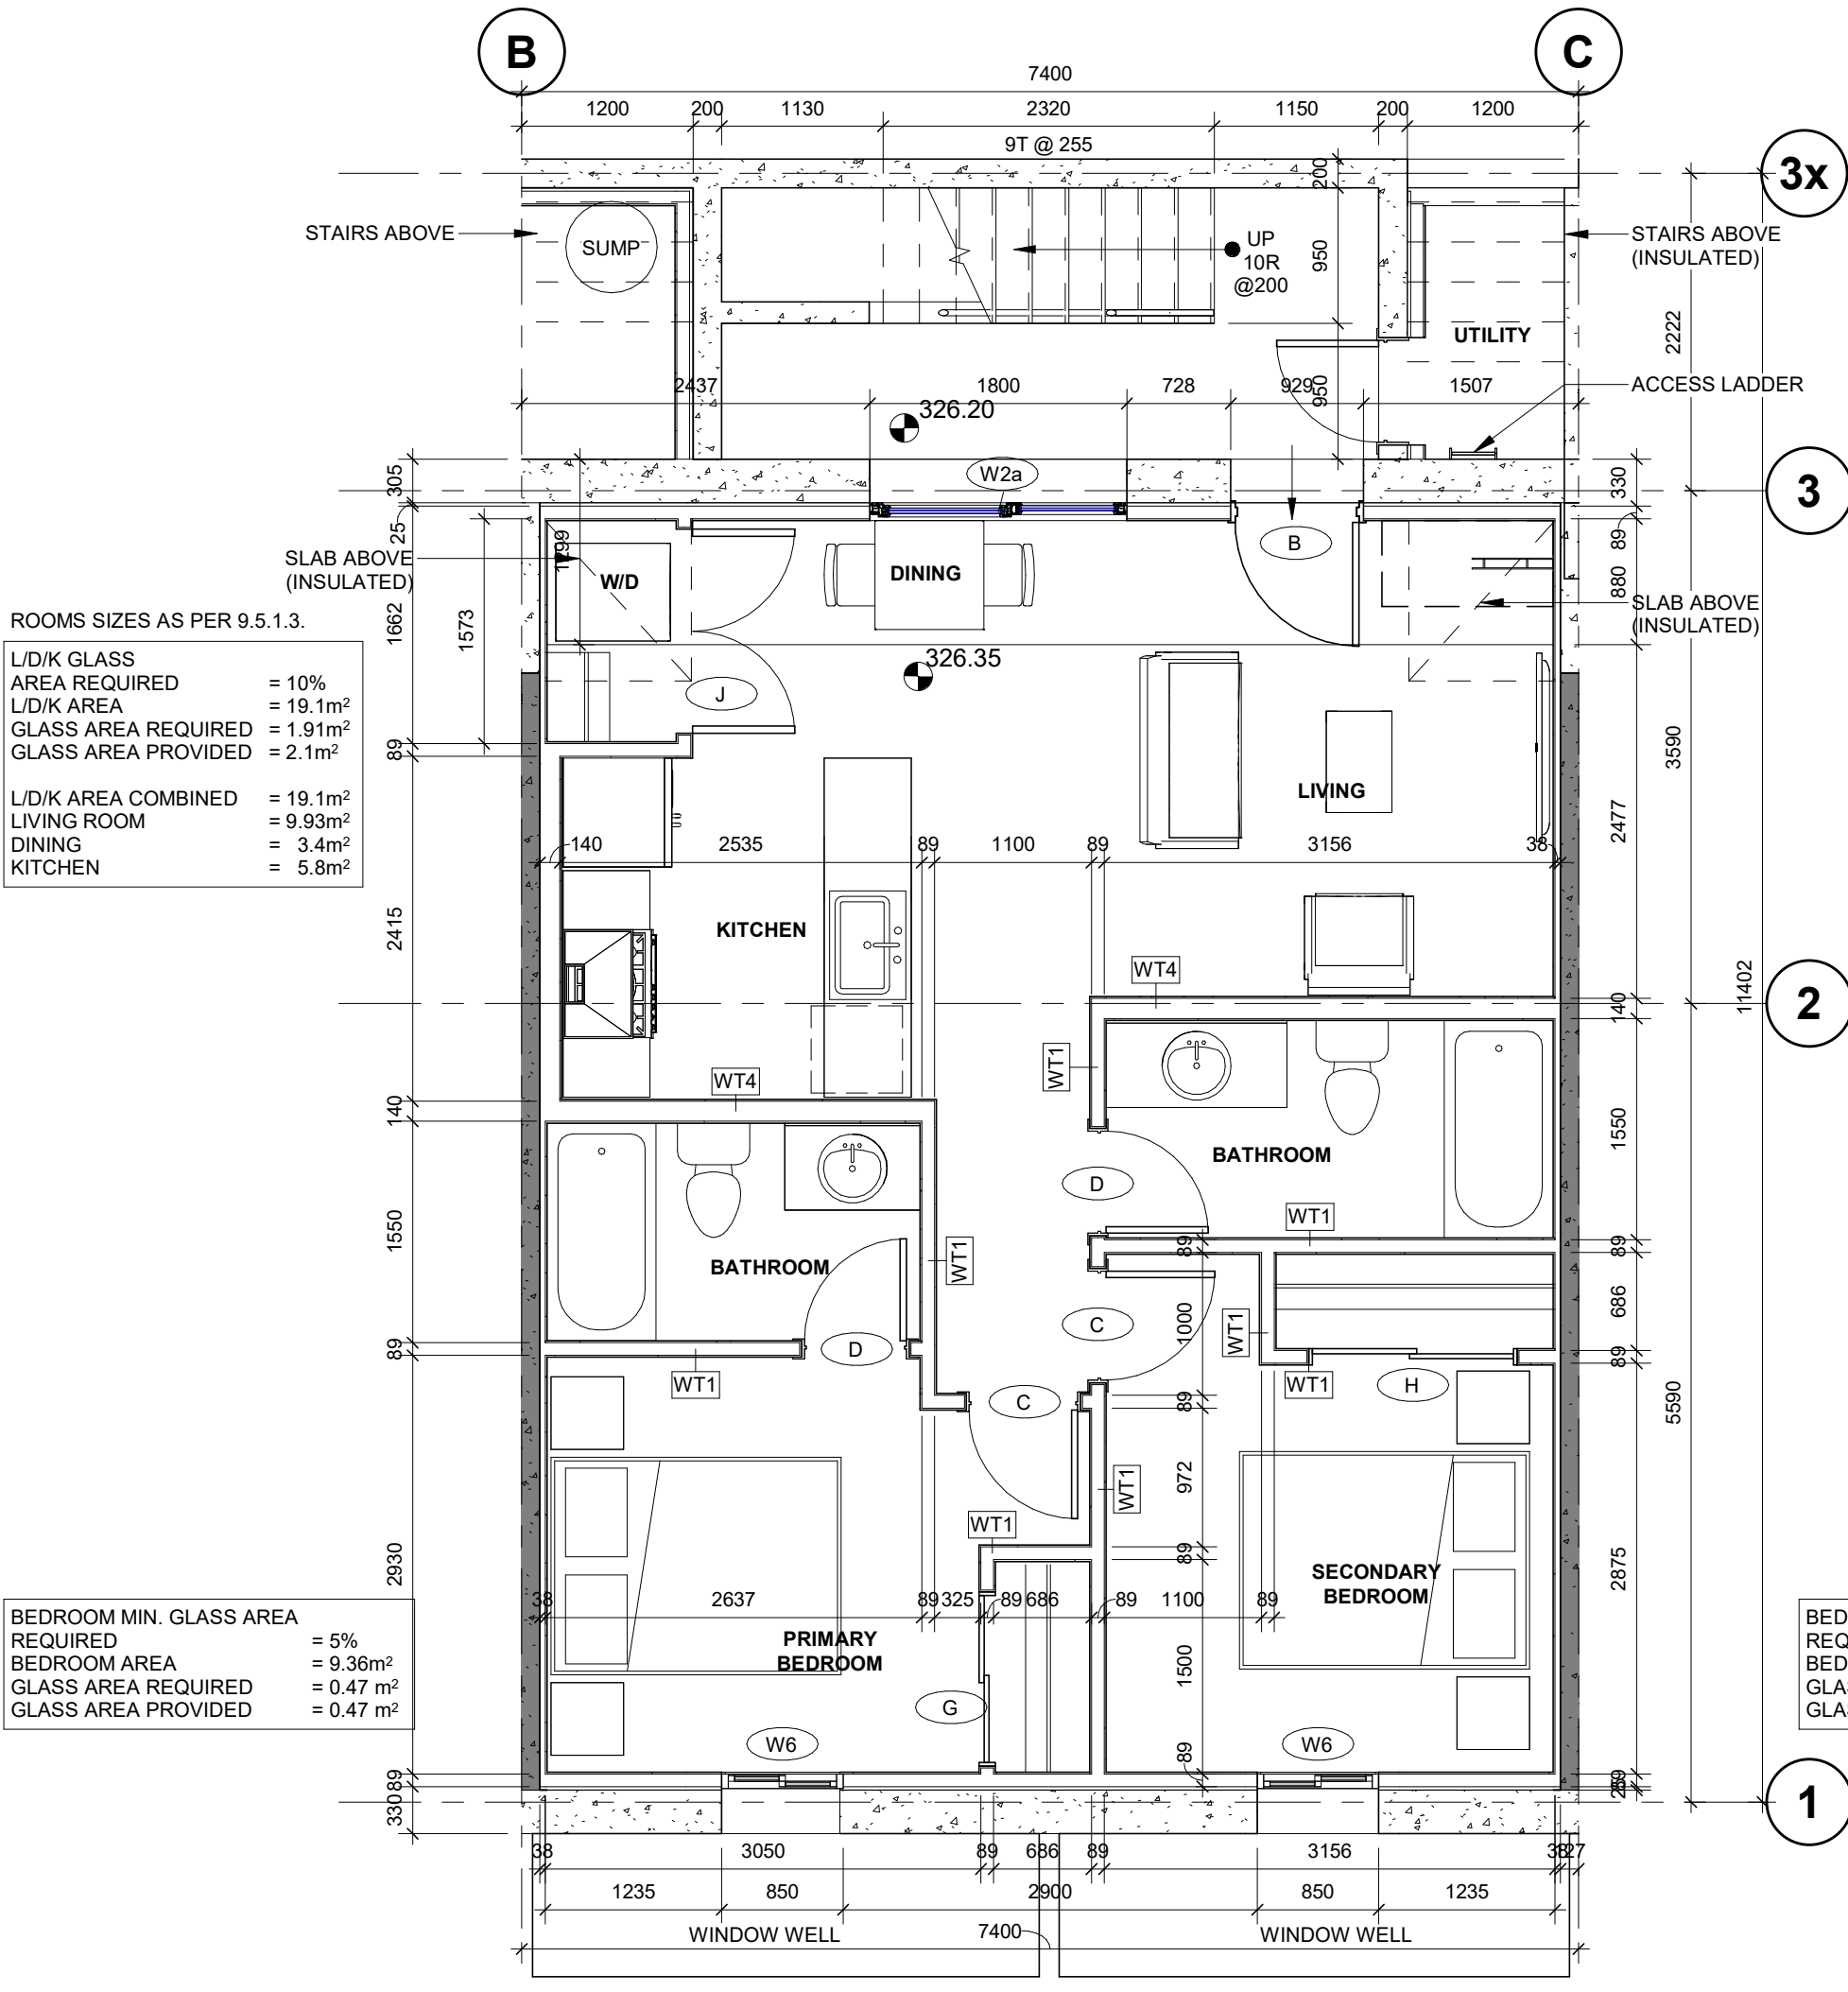 B
C
7400
1200
200
1130
2320
1150
200
1200
9T @ 255
3x
200
STAIRS ABOVE
SUMP
UP
10R
@200
950
STAIRS ABOVE
(INSULATED)
UTILITY
2222
2437
1800
728
929
950
1507
ACCESS LADDER
326.20
W2a
305
330
3
25
1299
B
89
SLAB ABOVE
(INSULATED)
W/D
DINING
880
SLAB ABOVE
(INSULATED)
ROOMS SIZES AS PER 9.5.1.3.
1662
1573
L/D/K GLASS
AREA REQUIRED = 10%
L/D/K AREA = 19.1m²
GLASS AREA REQUIRED = 1.91m²
GLASS AREA PROVIDED = 2.1m²
L/D/K AREA COMBINED = 19.1m²
LIVING ROOM = 9.93m²
DINING = 3.4m²
KITCHEN = 5.8m²
326.35
J
89
3590
LIVING
2477
140
2535
89
1100
89
3156
38
2415
KITCHEN
WT4
11402
2
140
WT1
WT4
140
1550
BATHROOM
D
1550
WT1
BATHROOM
WT1
89
89
686
C
1000
WT1
89
D
WT1
WT1
H
89
C
89
5590
972
WT1
WT1
89
2930
SECONDARY
BEDROOM
2875
38
2637
89
325
89
686
89
1100
89
PRIMARY
BEDROOM
1500
BEDROOM MIN. GLASS AREA
REQUIRED = 5%
BEDROOM AREA = 9.36m²
GLASS AREA REQUIRED = 0.47 m²
GLASS AREA PROVIDED = 0.47 m²
BED
REQ
BED
GLA
GLA
G
W6
W6
89
89
330
1
38
3050
89
686
89
3156
38
127
1235
850
2900
850
1235
WINDOW WELL
7400
WINDOW WELL